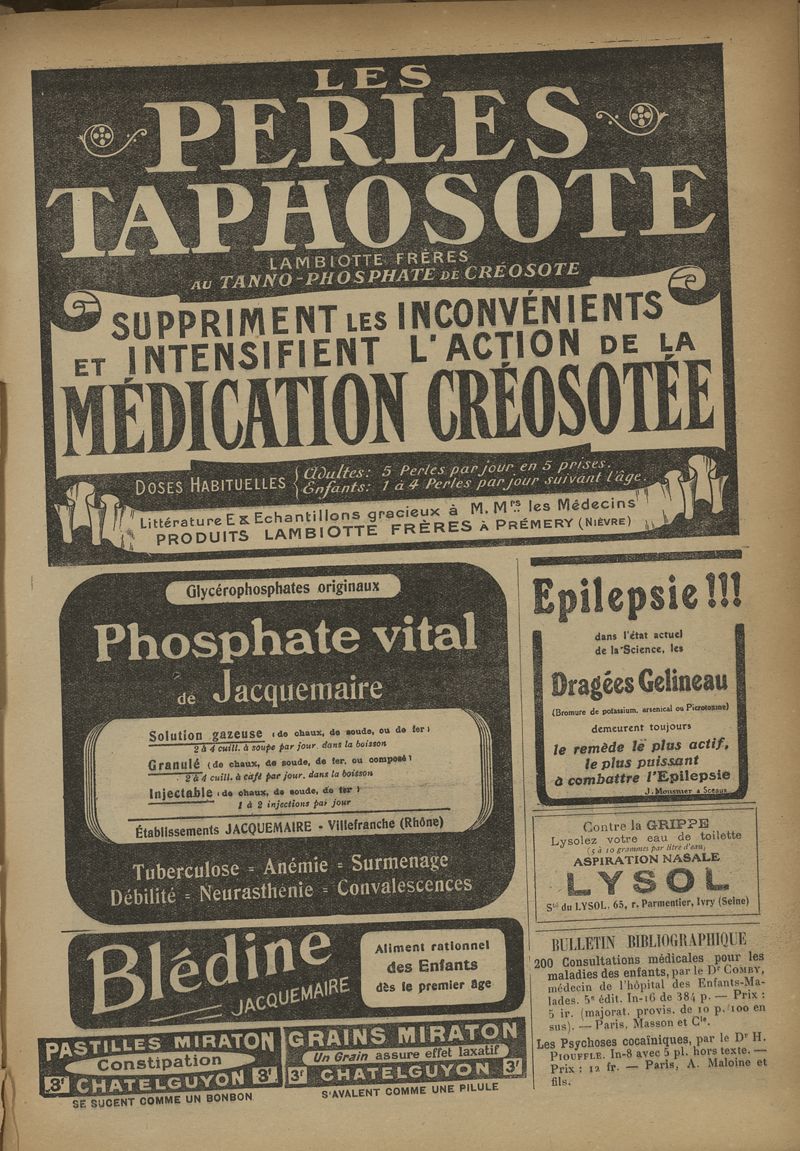 LES
PERLES
TAPHOSOTE
LAMBIOTTE FRÈRES
AU TANNO-PHOSPHATE DE CRÉOSOTE
SUPPRIMENT LES INCONVÉNIENTS
ET INTENSIFIENT L'ACTION DE LA
MÉDICATION CRÉOSOTÉE
DOSES HABITUELLES { Adultes: 5 Perles par jour en 5 prises.
Enfants: 1 à 4 Perles par jour suivant l'âge.
Littérature Et Echantillons gracieux à M.Mrs les Médecins
PRODUITS LAMBIOTTE FRÈRES À PRÉMERY (NIÈVRE)
Glycérophosphates originaux
Phosphate vital
de Jacquemaire
Solution gazeuse (de chaux, de soude, ou de fer)
2 à 4 cuill. à soupe par jour. dans la boisson
Granulé (de chaux, de soude, de fer, ou composé)
2 à 4 cuill. à café par jour. dans la boisson
Injectable (de chaux, de soude, de fer)
1 à 2 injections par jour
Établissements JACQUEMAIRE - Villefranche (Rhône)
Tuberculose = Anémie = Surmenage
Débilité = Neurasthénie = Convalescences
Blédine
JACQUEMAIRE
Aliment rationnel
des Enfants
dès le premier âge
PASTILLES MIRATON
Constipation
3f CHATELGUYON 3f
SE SUCENT COMME UN BONBON
GRAINS MIRATON
Un Grain assure effet laxatif
3f CHATELGUYON 3f
S'AVALENT COMME UNE PILULE
Epilepsie!!!
dans l'état actuel
de la Science, les
Dragées Gelineau
(Bromure de potassium, arsenical ou Picrotoxine)
demeurent toujours
le remède le plus actif,
le plus puissant
à combattre l'Epilepsie
J. Mousnier à Sceaux
Contre la GRIPPE
Lysolez votre eau de toilette
(5 à 10 grammes par litre d'eau)
ASPIRATION NASALE
LYSOL
Sté du LYSOL, 65, r. Parmentier, Ivry (Seine)
BULLETIN BIBLIOGRAPHIQUE
200 Consultations médicales pour les
maladies des enfants, par le Dr COMBY,
médecin de l'hôpital des Enfants-Ma-
lades. 5e édit. In-16 de 384 p. — Prix :
5 ir. (majorat. provis. de 10 p. 100 en
sus). — Paris, Masson et Cie.
Les Psychoses cocaïniques, par le Dr H.
PIOUFFLE. In-8 avec 5 pl. hors texte. —
Prix : 12 fr. — Paris, A. Maloine et
fils.